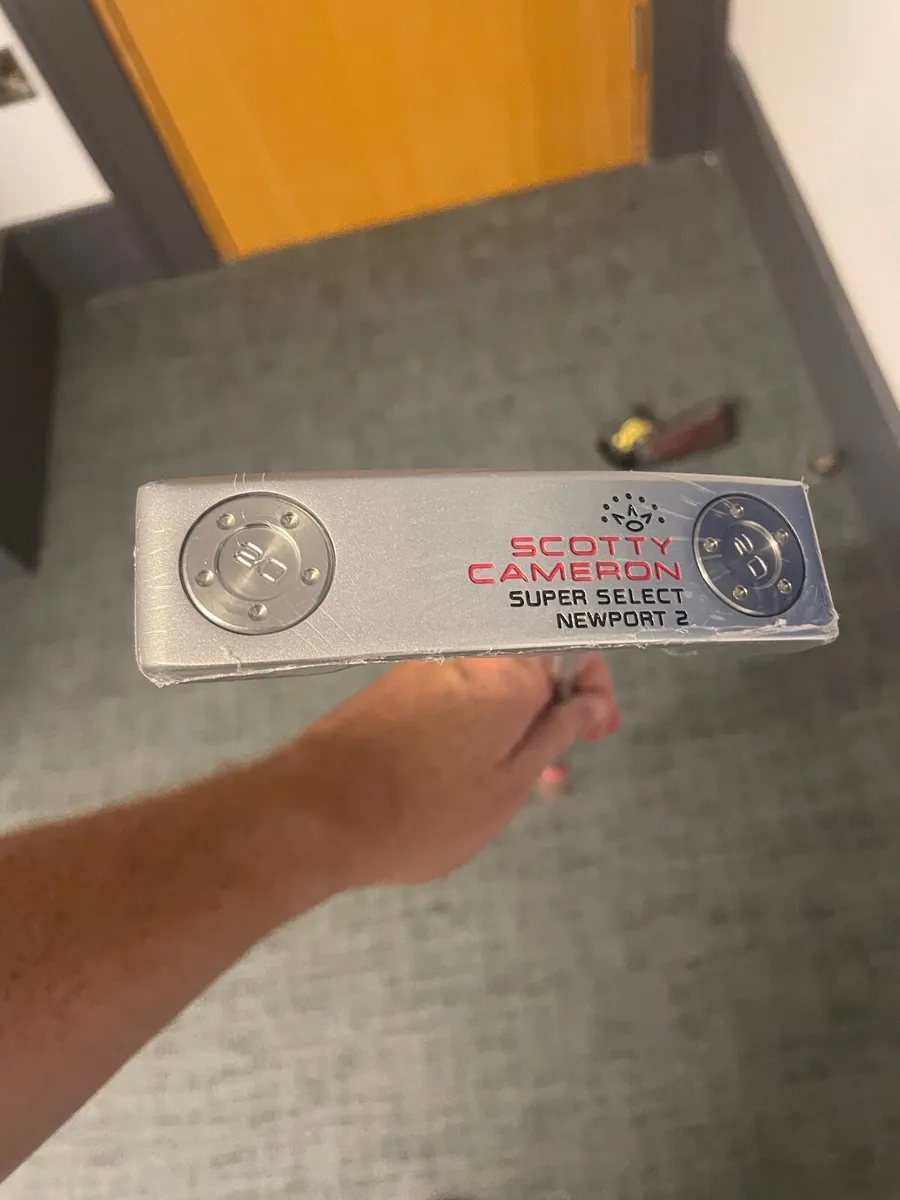 20
SCOTTY
CAMERON
SUPER SELECT
NEWPORT 2
20